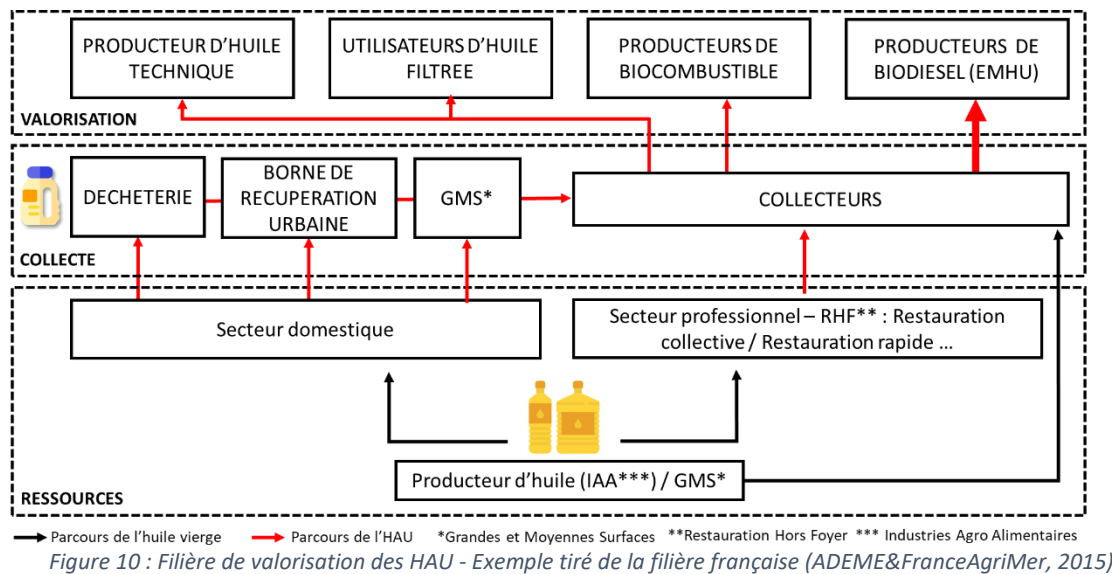 PRODUCTEUR D'HUILE
TECHNIQUE
UTILISATEURS D'HUILE
FILTREE
PRODUCTEURS DE
BIOCOMBUSTIBLE
PRODUCTEURS DE
BIODIESEL (EMHU)
VALORISATION
DECHETERIE
BORNE DE
RECUPERATION
URBAINE
GMS*
COLLECTEURS
COLLECTE
Secteur domestique
Secteur professionnel – RHF** : Restauration
collective / Restauration rapide ...
Producteur d'huile (IAA***) / GMS*
RESSOURCES
Parcours de l'huile vierge
Parcours de l'HAU
*Grandes et Moyennes Surfaces
**Restauration Hors Foyer
*** Industries Agro Alimentaires
Figure 10 : Filière de valorisation des HAU - Exemple tiré de la filière française (ADEME&FranceAgriMer, 2015)